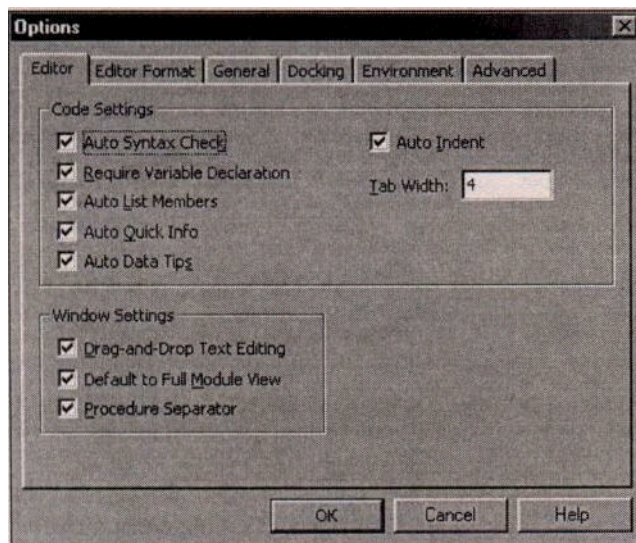 Options
Editor Editor Format General Docking Environment Advanced
Code Settings
Auto Syntax Check
Require Variable Declaration
Auto List Members
Auto Quick Info
Auto Data Tips
Auto Indent
Tab Width: 4
Window Settings
Drag-and-Drop Text Editing
Default to Full Module View
Procedure Separator
OK Cancel Help